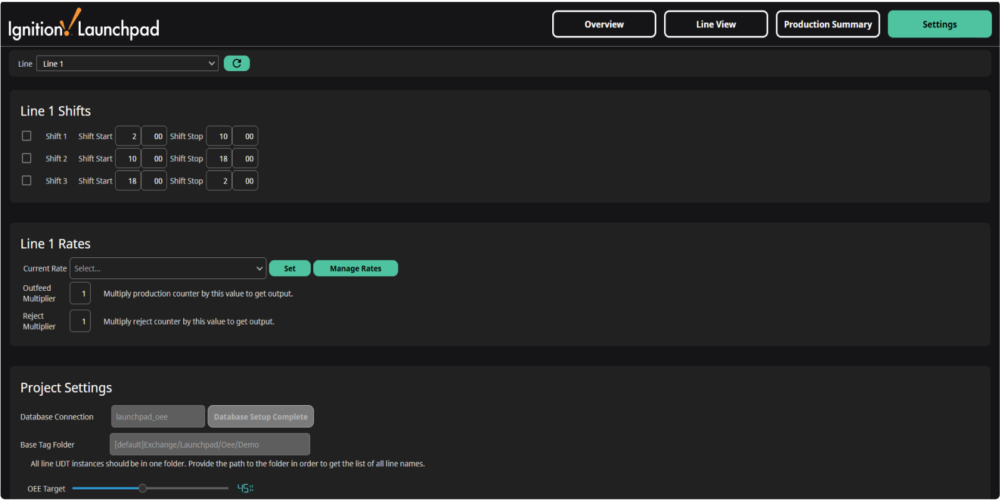 Ignition! Launchpad
Overview
Line View
Production Summary
Settings
Line Line 1
Line 1 Shifts
Shift 1 Shift Start 2 00 Shift Stop 10 00
Shift 2 Shift Start 10 00 Shift Stop 18 00
Shift 3 Shift Start 18 00 Shift Stop 2 00
Line 1 Rates
Current Rate Select... Set Manage Rates
Outfeed
Multiplier
1 Multiply production counter by this value to get output.
Reject
Multiplier
1 Multiply reject counter by this value to get output.
Project Settings
Database Connection launchpad_oee Database Setup Complete
Base Tag Folder [default]Exchange/Launchpad/Oee/Demo
All line UDT instances should be in one folder. Provide the path to the folder in order to get the list of all line names.
OEE Target 45%